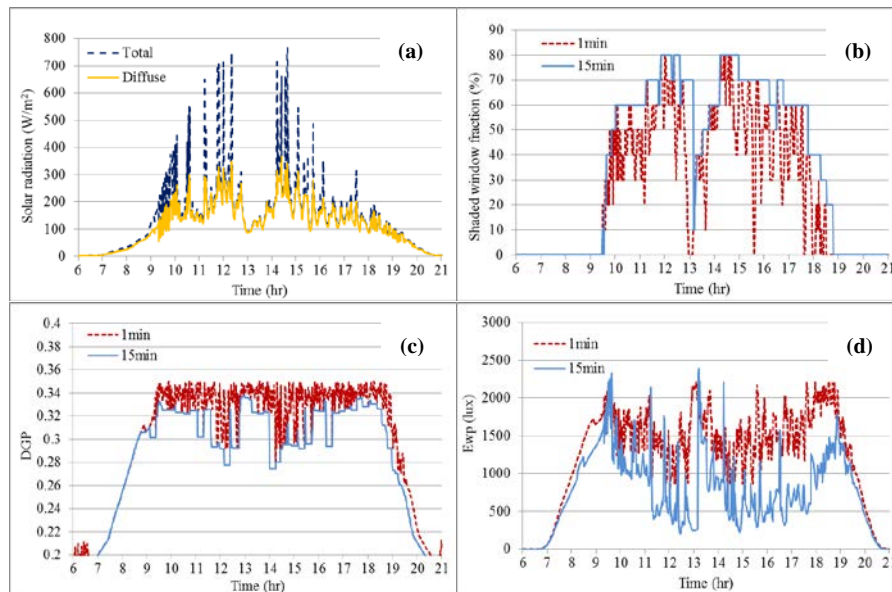 (a)
Total
Diffuse
800
700
600
500
400
300
200
100
0
Solar radiation (W/m²)
6 7 8 9 10 11 12 13 14 15 16 17 18 19 20 21
Time (hr)
(b)
1min
15min
90
80
70
60
50
40
30
20
10
0
Shaded window fraction (%)
6 7 8 9 10 11 12 13 14 15 16 17 18 19 20 21
Time (hr)
(c)
1min
15min
0.4
0.38
0.36
0.34
0.32
0.3
0.28
0.26
0.24
0.22
0.2
DGP
6 7 8 9 10 11 12 13 14 15 16 17 18 19 20 21
Time (hr)
(d)
1min
15min
3000
2500
2000
1500
1000
500
0
Ewp (lux)
6 7 8 9 10 11 12 13 14 15 16 17 18 19 20 21
Time (hr)